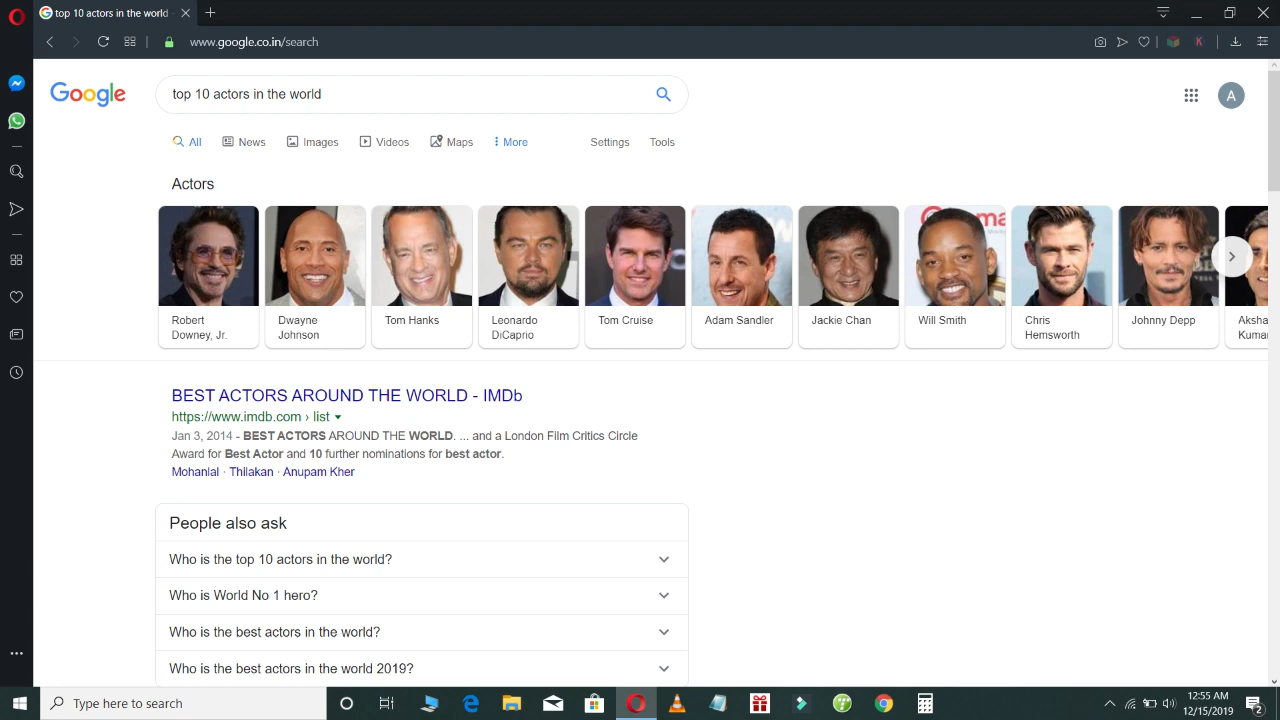 top 10 actors in the world
www.google.co.in/search
Google
top 10 actors in the world
A
All News Images Videos Maps More Settings Tools
Actors
Robert
Downey, Jr.
Dwayne
Johnson
Tom Hanks
Leonardo
DiCaprio
Tom Cruise
Adam Sandler
Jackie Chan
Will Smith
Chris
Hemsworth
Johnny Depp
Aksha
Kumar
BEST ACTORS AROUND THE WORLD - IMDb
https://www.imdb.com › list
Jan 3, 2014 - BEST ACTORS AROUND THE WORLD. ... and a London Film Critics Circle
Award for Best Actor and 10 further nominations for best actor.
Mohanlal · Thilakan · Anupam Kher
People also ask
Who is the top 10 actors in the world?
Who is World No 1 hero?
Who is the best actors in the world?
Who is the best actors in the world 2019?
Type here to search
12:55 AM
12/15/2019
2